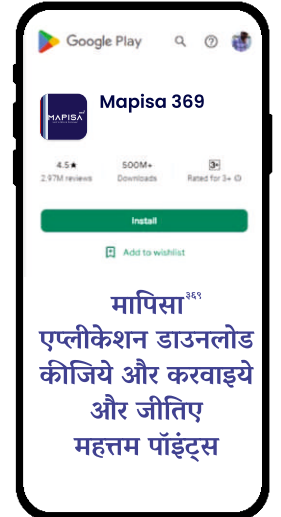 Google Play
MAPISA
Mapisa 369
4.5★ 500M+ 3+
2.97M reviews Downloads Rated for 3+
Install
Add to wishlist
मापिसा३६९
एप्लीकेशन डाउनलोड
कीजिये और करवाइये
और जीतिए
महत्तम पॉइंट्स